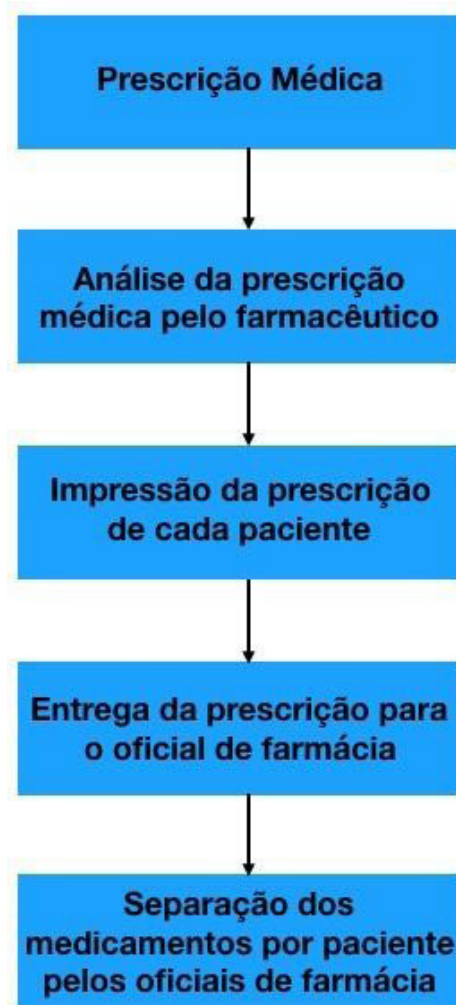 Prescrição Médica
Análise da prescrição
médica pelo farmacêutico
Impressão da prescrição
de cada paciente
Entrega da prescrição para
o oficial de farmácia
Separação dos
medicamentos por paciente
pelos oficiais de farmácia